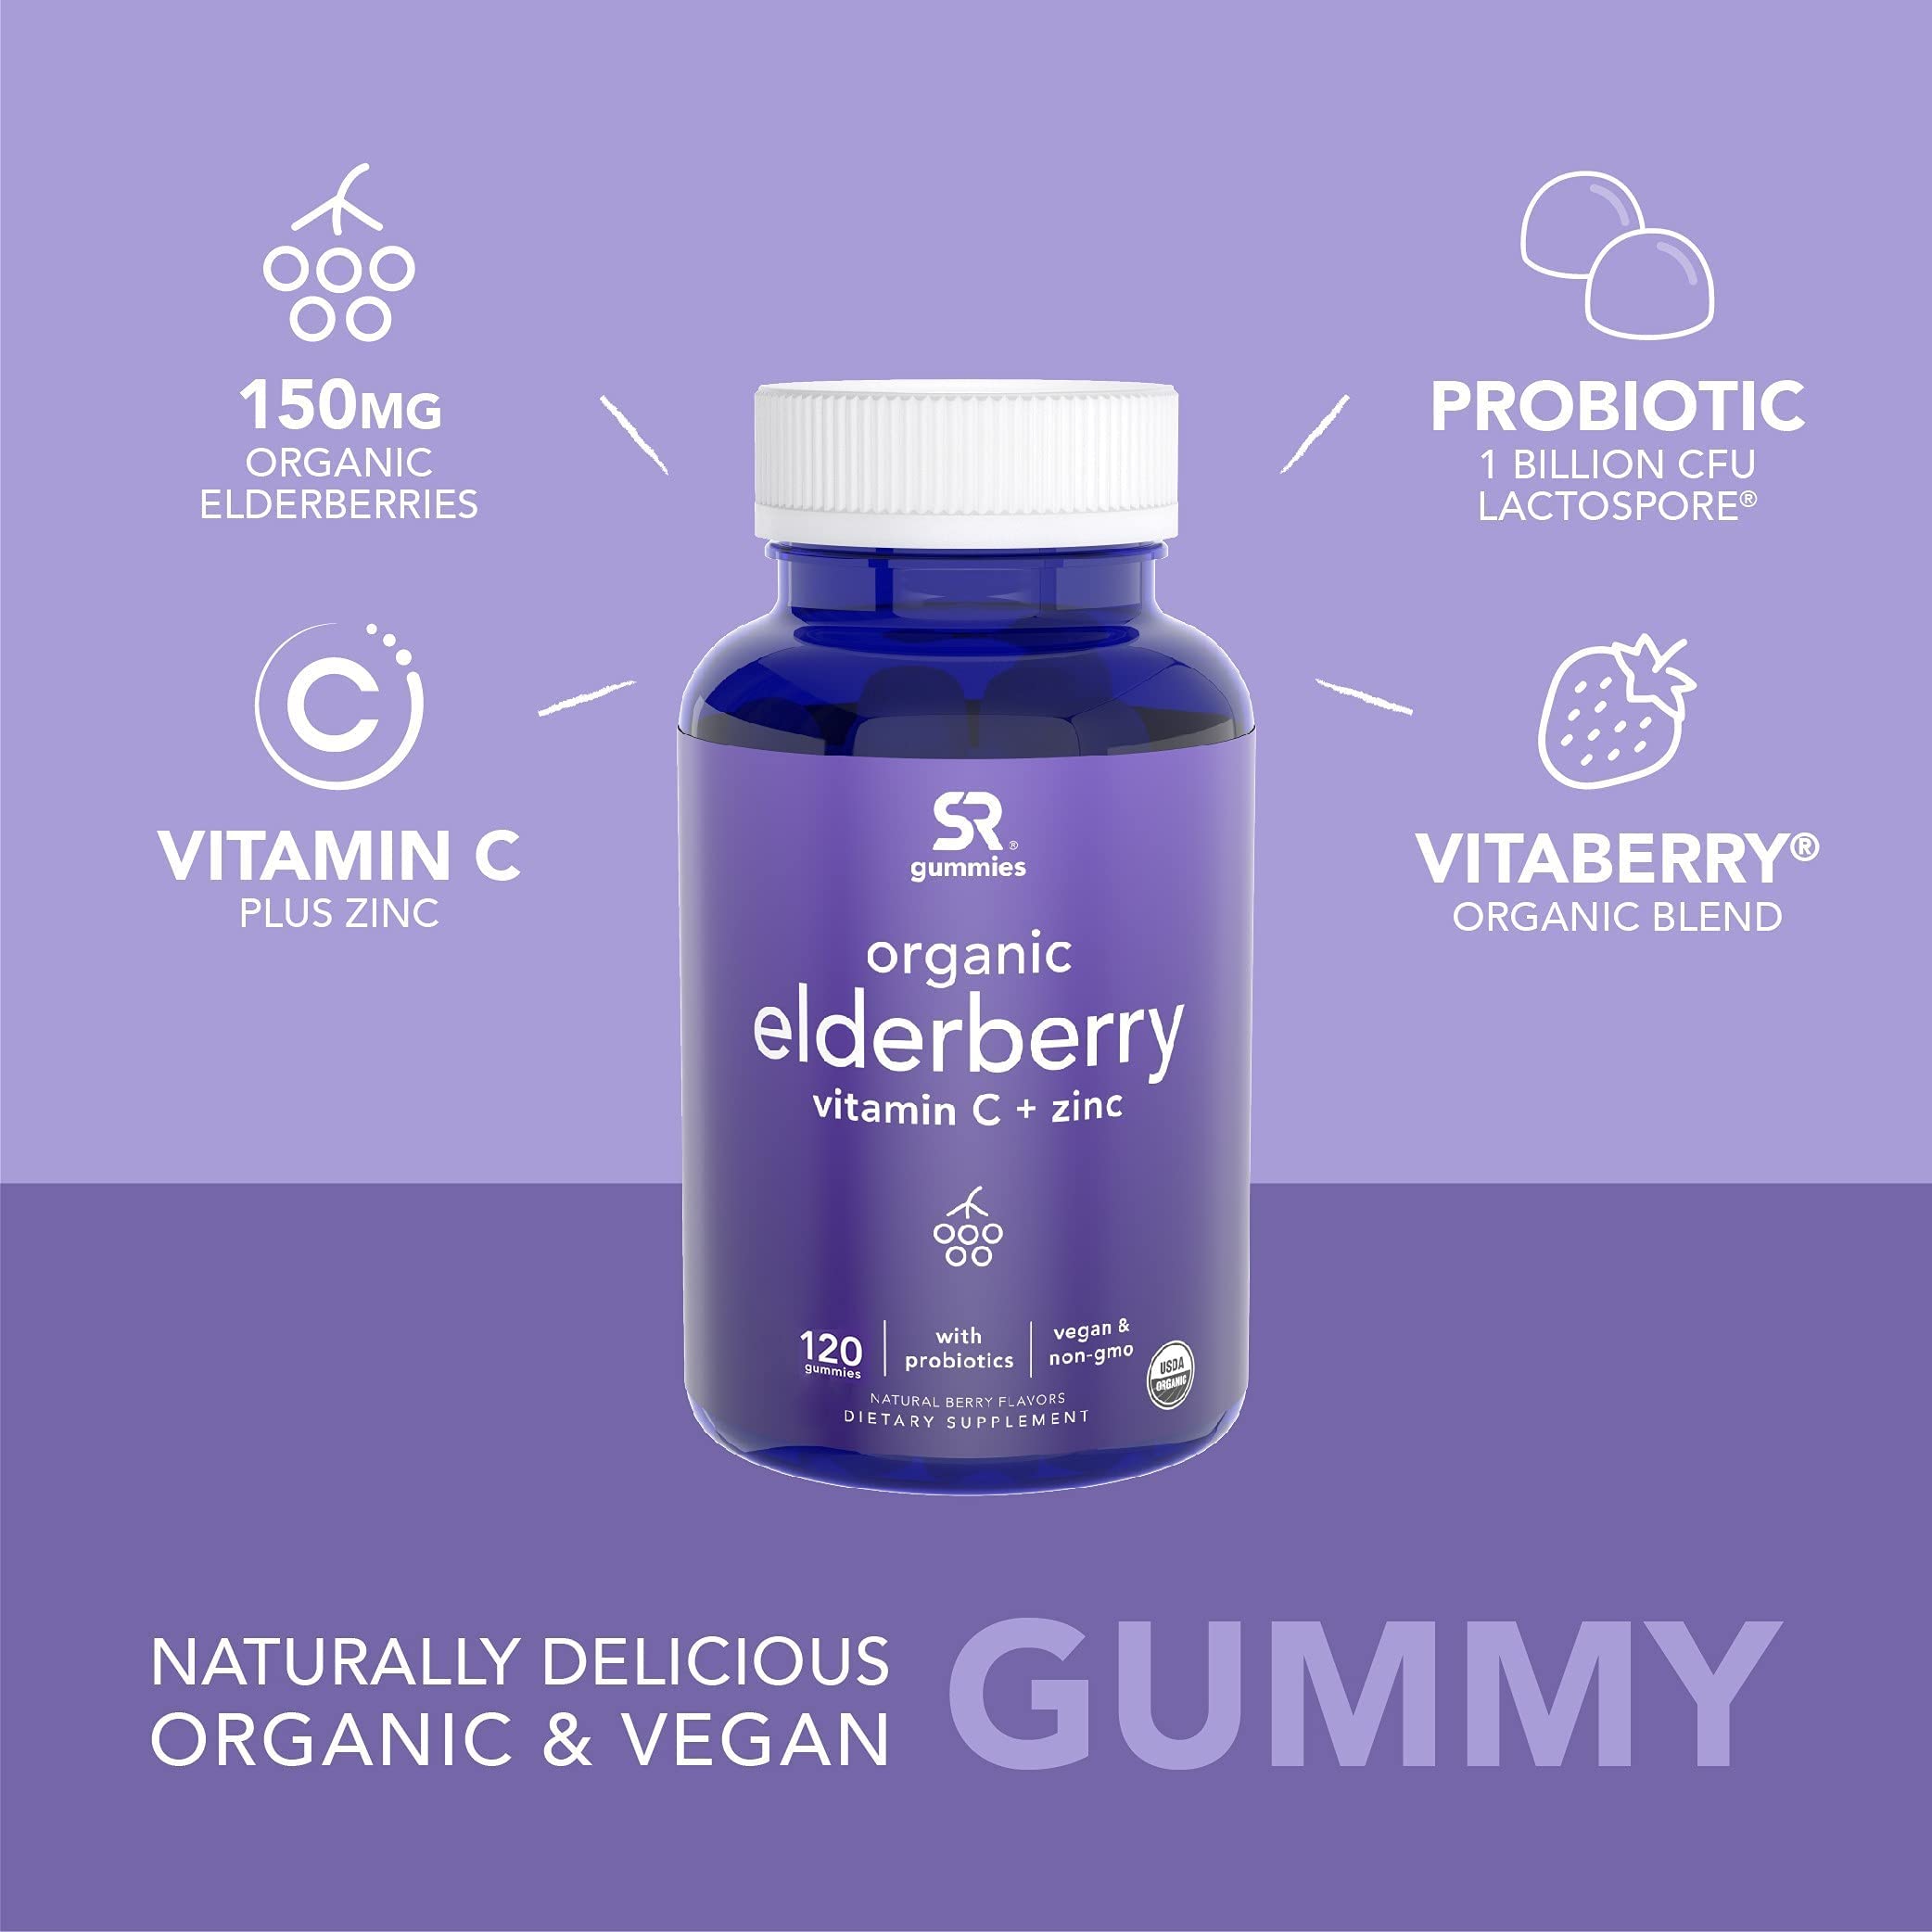 150MG
ORGANIC
ELDERBERRIES
PROBIOTIC
1 BILLION CFU
LACTOSPORE®
C
VITAMIN C
PLUS ZINC
VITABERRY®
ORGANIC BLEND
SR®
gummies
organic
elderberry
vitamin C + zinc
120
gummies
with
probiotics
vegan &
non-gmo
USDA
ORGANIC
NATURAL BERRY FLAVORS
DIETARY SUPPLEMENT
NATURALLY DELICIOUS
ORGANIC & VEGAN
GUMMY